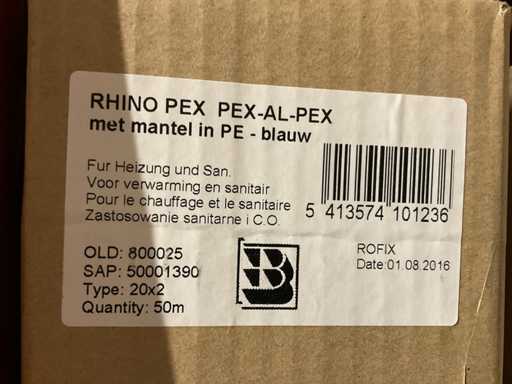 RHINO PEX PEX-AL-PEX
met mantel in PE - blauw
Fur Heizung und San.
Voor verwarming en sanitair
Pour le chauffage et le sanitaire
Zastosowanie sanitarne i C.O
5 413574 101236
OLD: 800025
SAP: 50001390
Type: 20x2
Quantity: 50m
B
ROFIX
Date:01.08.2016